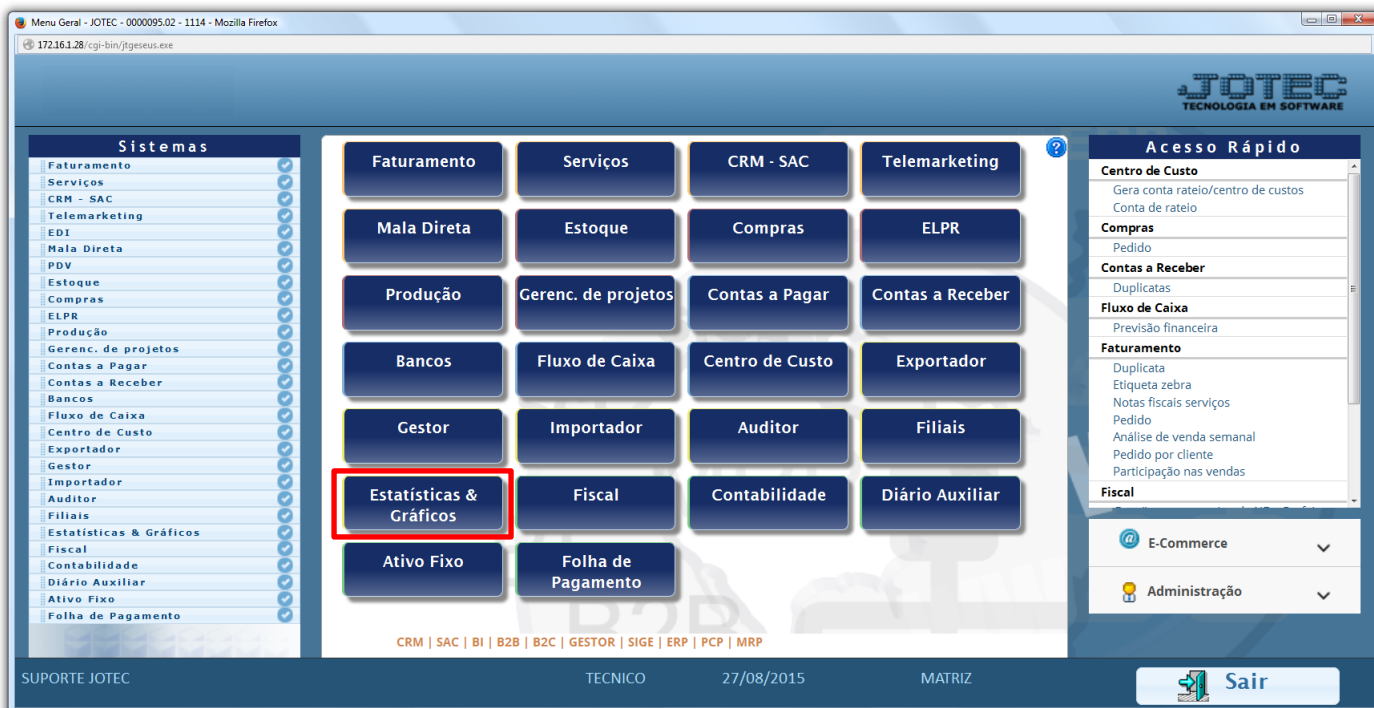 Menu Geral - JOTEC - 0000095.02 - 1114 - Mozilla Firefox
172.16.1.28/cgi-bin/jtgeseus.exe
JOTEC
TECNOLOGIA EM SOFTWARE
Sistemas
Faturamento
Serviços
CRM - SAC
Telemarketing
EDI
Mala Direta
PDV
Estoque
Compras
ELPR
Produção
Gerenc. de projetos
Contas a Pagar
Contas a Receber
Bancos
Fluxo de Caixa
Centro de Custo
Exportador
Gestor
Importador
Auditor
Filiais
Estatísticas & Gráficos
Fiscal
Contabilidade
Diário Auxiliar
Ativo Fixo
Folha de Pagamento
Faturamento
Serviços
CRM - SAC
Telemarketing
Mala Direta
Estoque
Compras
ELPR
Produção
Gerenc. de projetos
Contas a Pagar
Contas a Receber
Bancos
Fluxo de Caixa
Centro de Custo
Exportador
Gestor
Importador
Auditor
Filiais
Estatísticas &
Gráficos
Fiscal
Contabilidade
Diário Auxiliar
Ativo Fixo
Folha de
Pagamento
B2B
CRM | SAC | BI | B2B | B2C | GESTOR | SIGE | ERP | PCP | MRP
?
Acesso Rápido
Centro de Custo
Gera conta rateio/centro de custos
Conta de rateio
Compras
Pedido
Contas a Receber
Duplicatas
Fluxo de Caixa
Previsão financeira
Faturamento
Duplicata
Etiqueta zebra
Notas fiscais serviços
Pedido
Análise de venda semanal
Pedido por cliente
Participação nas vendas
Fiscal
@ E-Commerce
Administração
SUPORTE JOTEC
TECNICO
27/08/2015
MATRIZ
Sair